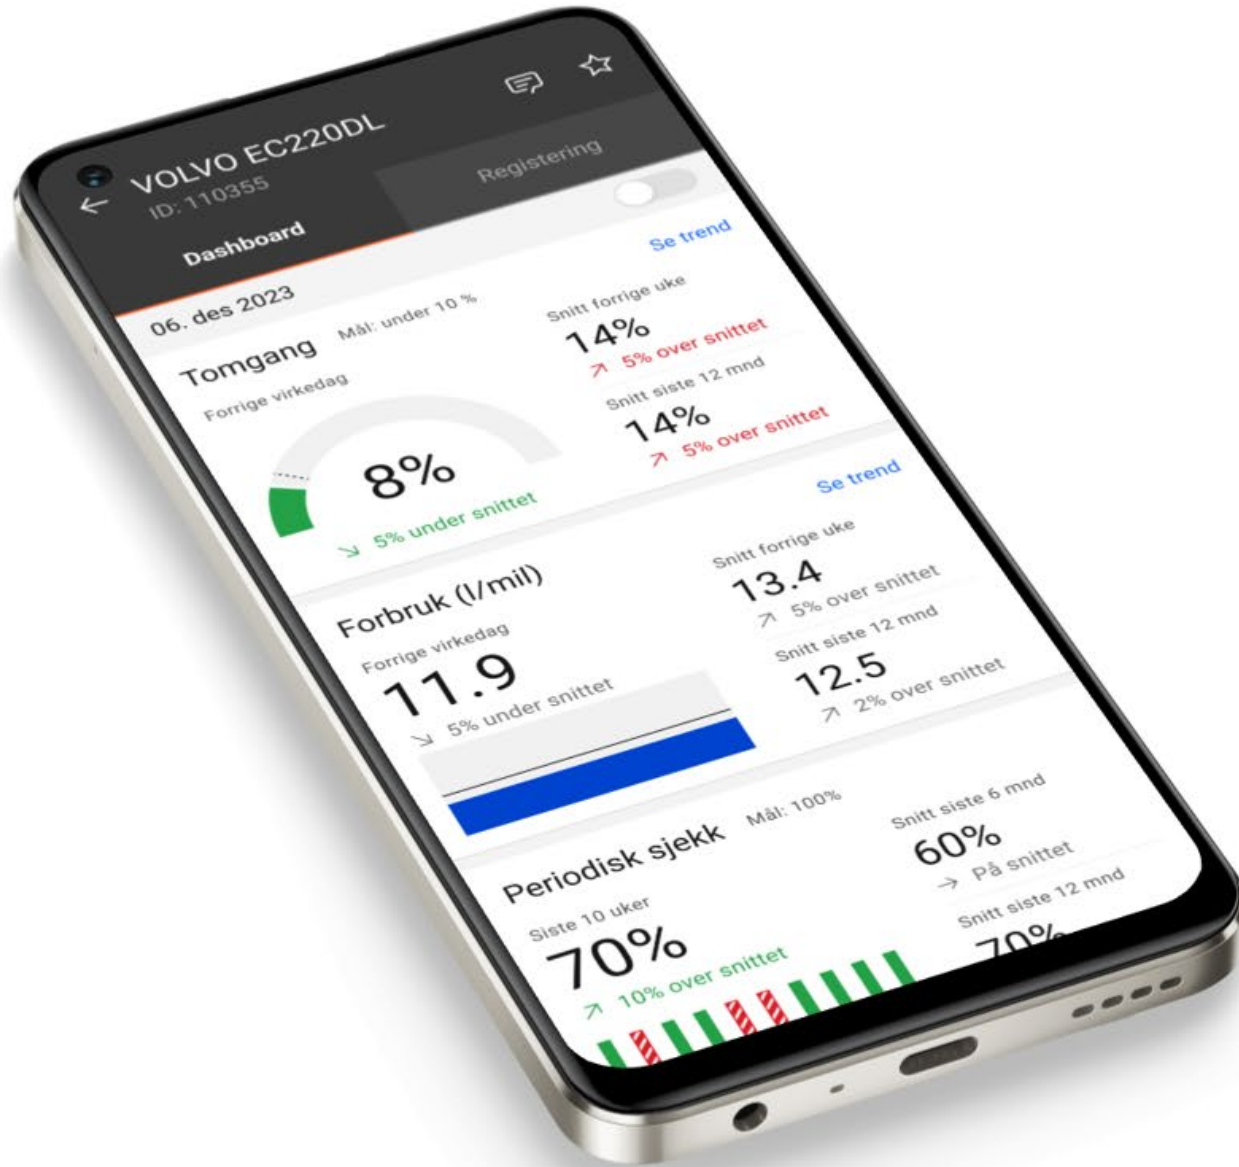 VOLVO EC220DL
ID: 110355
Dashboard
Registering
06. des 2023
Se trend
Tomgang
Mål: under 10 %
Forrige virkedag
8%
5% under snittet
Snitt forrige uke
14%
5% over snittet
Snitt siste 12 mnd
14%
5% over snittet
Se trend
Forbruk (l/mil)
Forrige virkedag
11.9
5% under snittet
Snitt forrige uke
13.4
5% over snittet
Snitt siste 12 mnd
12.5
2% over snittet
Periodisk sjekk
Mål: 100%
Siste 10 uker
70%
10% over snittet
Snitt siste 6 mnd
60%
På snittet
Snitt siste 12 mnd
70%